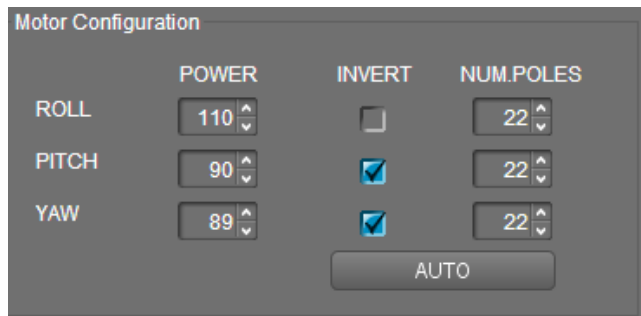 Motor Configuration
POWER INVERT NUM.POLES
ROLL 110 22
PITCH 90 22
YAW 89 22
AUTO